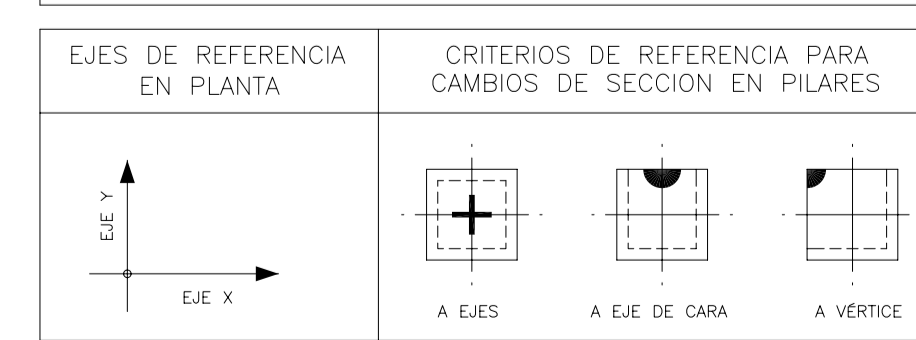 EJES DE REFERENCIA
EN PLANTA
CRITERIOS DE REFERENCIA PARA
CAMBIOS DE SECCION EN PILARES
EJE Y
EJE X
A EJES
A EJE DE CARA
A VÉRTICE